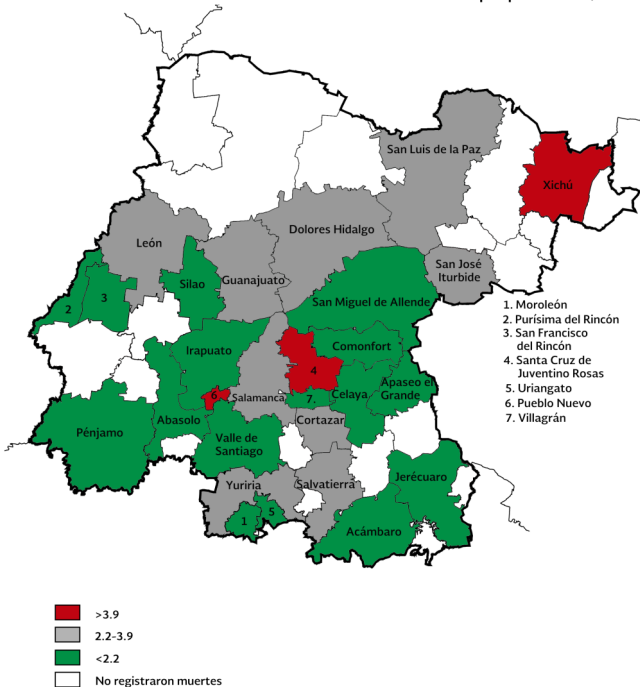 San Luis de la Paz
Xichú
León
Dolores Hidalgo
Silao
Guanajuato
San José
Iturbide
2
3
San Miguel de Allende
1. Moroleón
2. Purísima del Rincón
3. San Francisco
del Rincón
4. Santa Cruz de
Juventino Rosas
5. Uriangato
6. Pueblo Nuevo
7. Villagrán
Irapuato
Comonfort
4
6
Salamanca
7.
Celaya
Apaseo el
Grande
Pénjamo
Abasolo
Valle de
Santiago
Cortazar
Yuriria
Salvatierra
Jerécuaro
1
5
Acámbaro
>3.9
2.2-3.9
<2.2
No registraron muertes